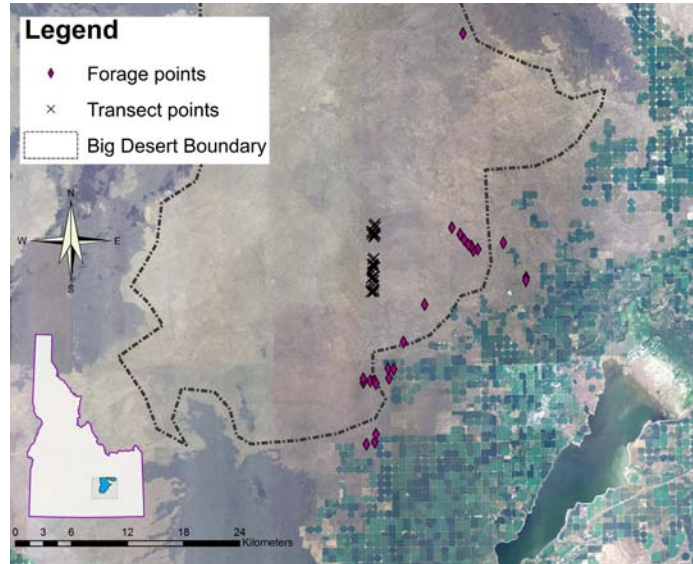 Legend
Forage points
Transect points
Big Desert Boundary
N
W E
S
0 3 6 12 18 24
Kilometers